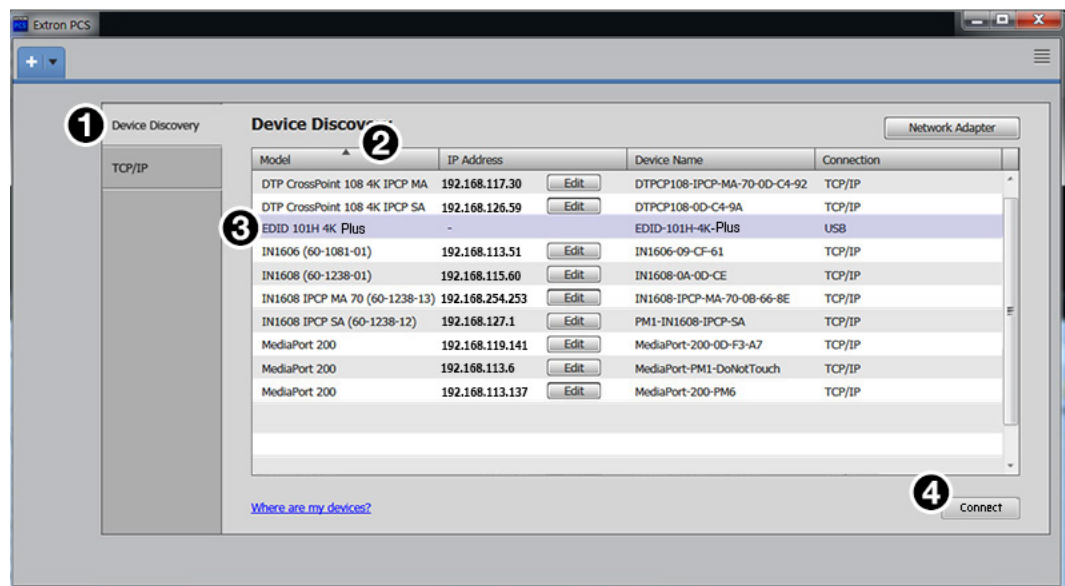 Extron PCS
+
1 Device Discovery
TCP/IP
Device Discovery
2
Network Adapter
Model IP Address Device Name Connection
DTP CrossPoint 108 4K IPCP MA 192.168.117.30 Edit DTPCP108-IPCP-MA-70-0D-C4-92 TCP/IP
DTP CrossPoint 108 4K IPCP SA 192.168.126.59 Edit DTPCP108-0D-C4-9A TCP/IP
3 EDID 101H 4K Plus - EDID-101H-4K-Plus USB
IN1606 (60-1081-01) 192.168.113.51 Edit IN1606-09-CF-61 TCP/IP
IN1608 (60-1238-01) 192.168.115.60 Edit IN1608-0A-0D-CE TCP/IP
IN1608 IPCP MA 70 (60-1238-13) 192.168.254.253 Edit IN1608-IPCP-MA-70-0B-66-8E TCP/IP
IN1608 IPCP SA (60-1238-12) 192.168.127.1 Edit PM1-IN1608-IPCP-SA TCP/IP
MediaPort 200 192.168.119.141 Edit MediaPort-200-0D-F3-A7 TCP/IP
MediaPort 200 192.168.113.6 Edit MediaPort-PM1-DoNotTouch TCP/IP
MediaPort 200 192.168.113.137 Edit MediaPort-200-PM6 TCP/IP
Where are my devices?
4 Connect